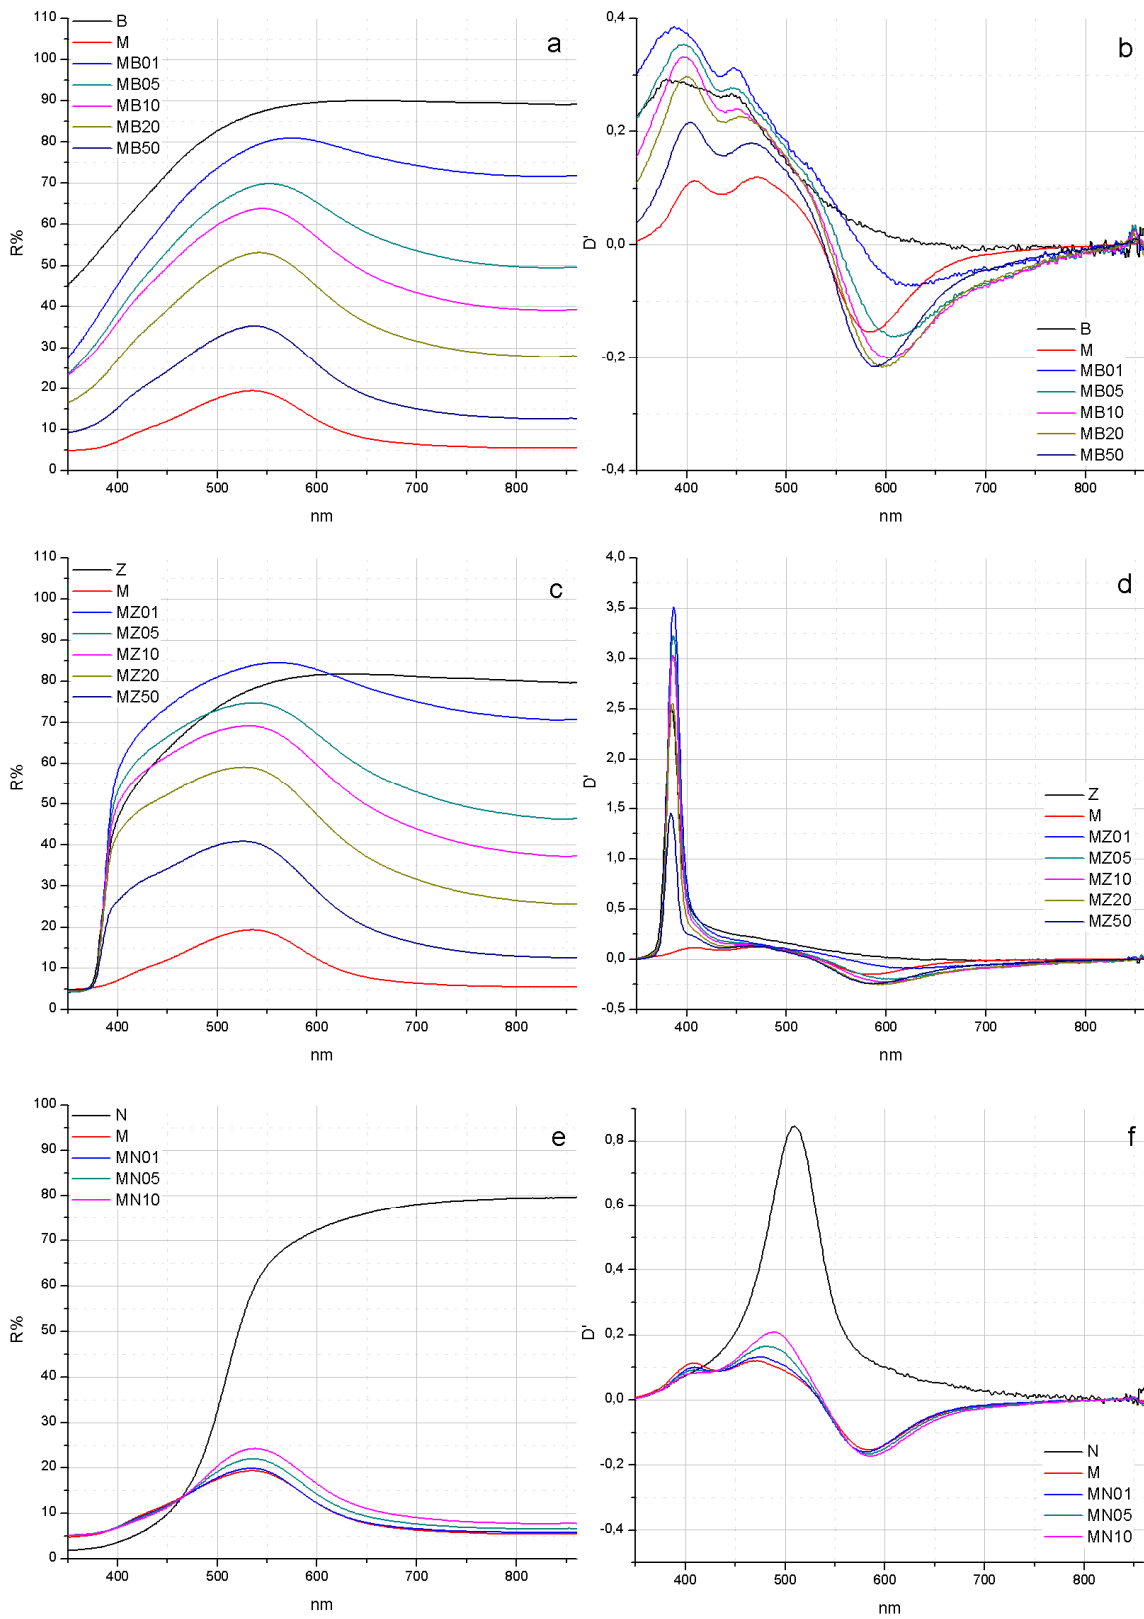 a
B
M
MB01
MB05
MB10
MB20
MB50
110
100
90
80
70
60
50
40
30
20
10
0
R%
400 500 600 700 800
nm
b
0,4
0,2
0,0
-0,2
-0,4
D'
B
M
MB01
MB05
MB10
MB20
MB50
400 500 600 700 800
nm
c
Z
M
MZ01
MZ05
MZ10
MZ20
MZ50
110
100
90
80
70
60
50
40
30
20
10
0
R%
400 500 600 700 800
nm
d
4,0
3,5
3,0
2,5
2,0
1,5
1,0
0,5
0,0
-0,5
D'
Z
M
MZ01
MZ05
MZ10
MZ20
MZ50
400 500 600 700 800
nm
e
N
M
MN01
MN05
MN10
100
90
80
70
60
50
40
30
20
10
0
R%
400 500 600 700 800
nm
f
0,8
0,6
0,4
0,2
0,0
-0,2
-0,4
D'
N
M
MN01
MN05
MN10
400 500 600 700 800
nm